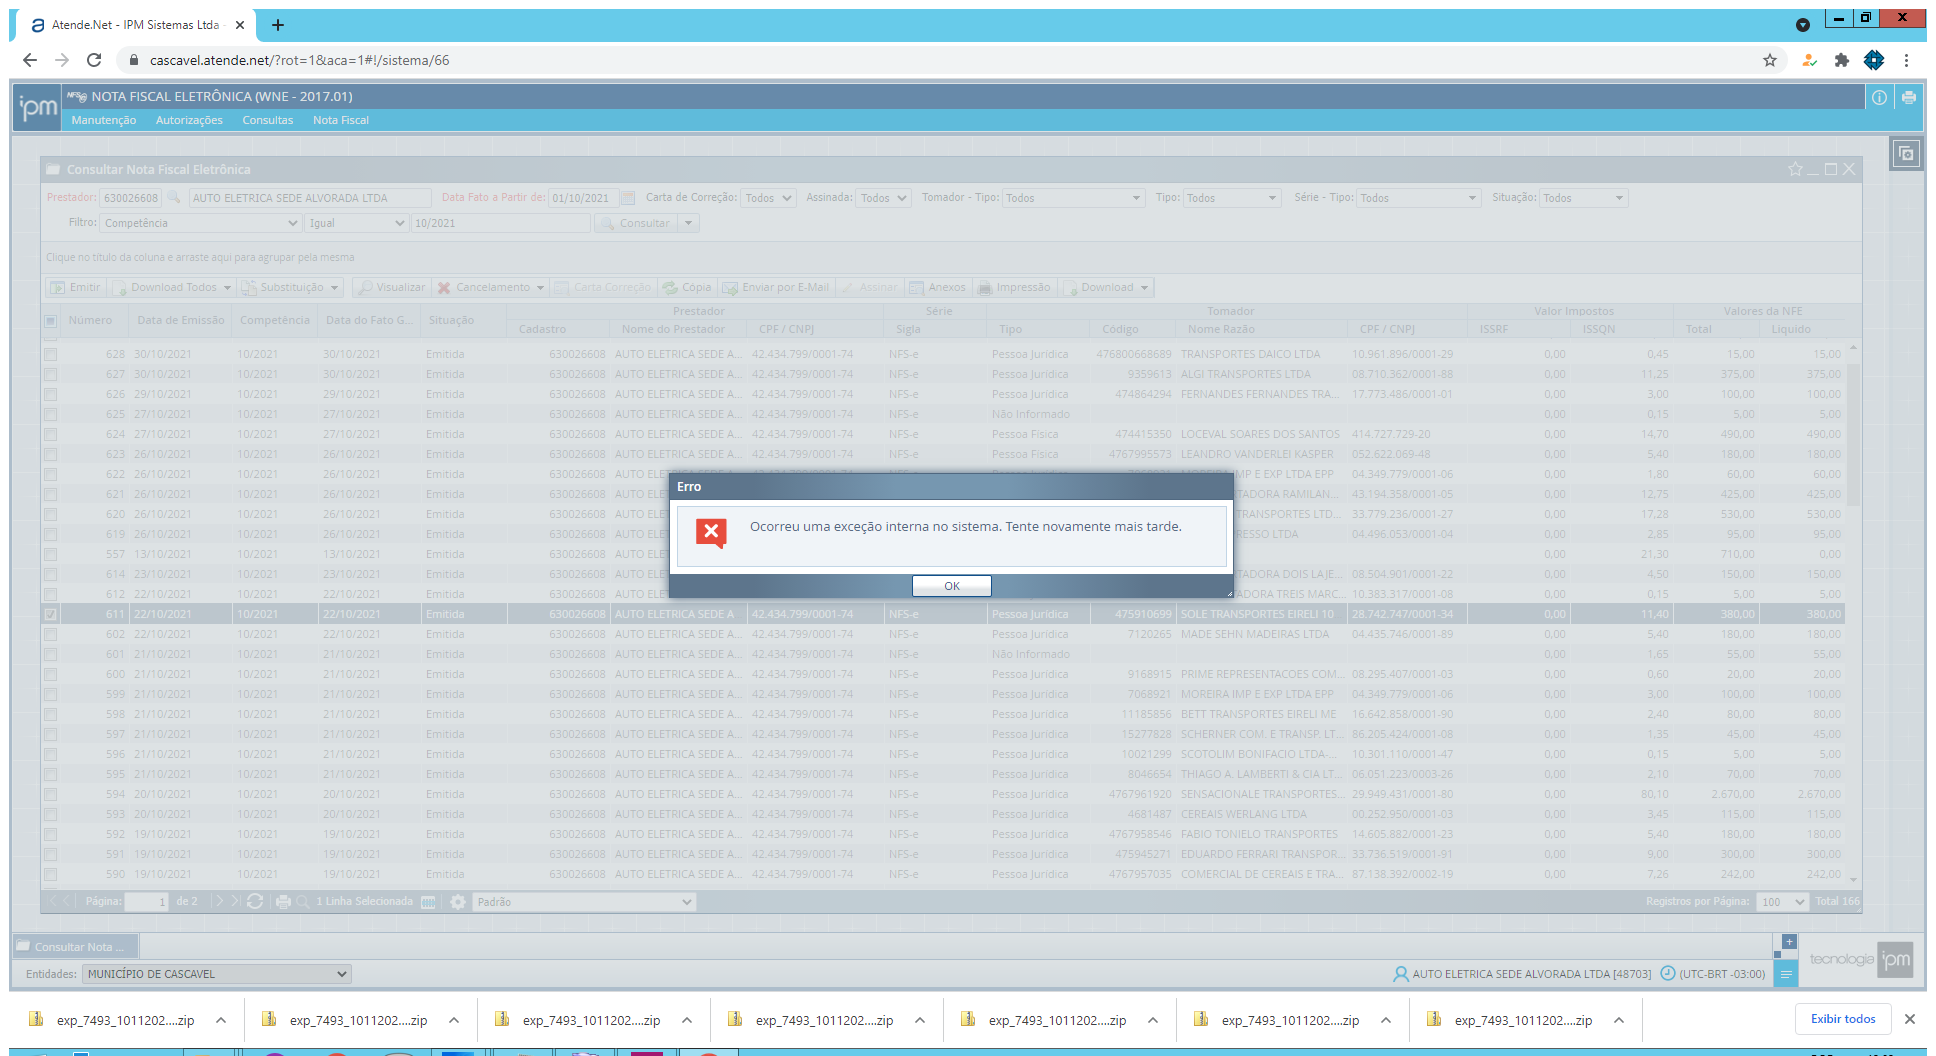 Atende.Net - IPM Sistemas Ltda
cascavel.atende.net/?rot=1&aca=1#!/sistema/66
ipm
NFS-e NOTA FISCAL ELETRÔNICA (WNE - 2017.01)
Manutenção Autorizações Consultas Nota Fiscal
Consultar Nota Fiscal Eletrônica
Prestador: 630026608 AUTO ELETRICA SEDE ALVORADA LTDA Data Fato a Partir de: 01/10/2021 Carta de Correção: Todos Assinada: Todos Tomador - Tipo: Todos Tipo: Todos Série - Tipo: Todos Situação: Todos
Filtro: Competência Igual 10/2021 Consultar
Clique no título da coluna e arraste aqui para agrupar pela mesma
Emitir Download Todos Substituição Visualizar Cancelamento Carta Correção Cópia Enviar por E-Mail Assinar Anexos Impressão Download
Prestador Série Tomador Valor Impostos Valores da NFE
Número Data de Emissão Competência Data do Fato G... Situação Cadastro Nome do Prestador CPF / CNPJ Sigla Tipo Código Nome Razão CPF / CNPJ ISSRF ISSQN Total Líquido
628 30/10/2021 10/2021 30/10/2021 Emitida 630026608 AUTO ELETRICA SEDE A... 42.434.799/0001-74 NFS-e Pessoa Jurídica 476800668689 TRANSPORTES DAICO LTDA 10.961.896/0001-29 0,00 0,45 15,00 15,00
627 30/10/2021 10/2021 30/10/2021 Emitida 630026608 AUTO ELETRICA SEDE A... 42.434.799/0001-74 NFS-e Pessoa Jurídica 9359613 ALGI TRANSPORTES LTDA 08.710.362/0001-88 0,00 11,25 375,00 375,00
626 29/10/2021 10/2021 29/10/2021 Emitida 630026608 AUTO ELETRICA SEDE A... 42.434.799/0001-74 NFS-e Pessoa Jurídica 474864294 FERNANDES FERNANDES TRA... 17.773.486/0001-01 0,00 3,00 100,00 100,00
625 27/10/2021 10/2021 27/10/2021 Emitida 630026608 AUTO ELETRICA SEDE A... 42.434.799/0001-74 NFS-e Não Informado 0,00 0,15 5,00 5,00
624 27/10/2021 10/2021 27/10/2021 Emitida 630026608 AUTO ELETRICA SEDE A... 42.434.799/0001-74 NFS-e Pessoa Física 474415350 LOCEVAL SOARES DOS SANTOS 414.727.729-20 0,00 14,70 490,00 490,00
623 26/10/2021 10/2021 26/10/2021 Emitida 630026608 AUTO ELETRICA SEDE A... 42.434.799/0001-74 NFS-e Pessoa Física 4767995573 LEANDRO VANDERLEI KASPER 052.622.069-48 0,00 5,40 180,00 180,00
622 26/10/2021 10/2021 26/10/2021 Emitida 630026608 AUTO ELE IMP E EXP LTDA EPP 04.349.779/0001-06 0,00 1,80 60,00 60,00
621 26/10/2021 10/2021 26/10/2021 Emitida 630026608 AUTO ELE TADORA RAMILAN... 43.194.358/0001-05 0,00 12,75 425,00 425,00
620 26/10/2021 10/2021 26/10/2021 Emitida 630026608 AUTO ELE TRANSPORTES LTD... 33.779.236/0001-27 0,00 17,28 530,00 530,00
619 26/10/2021 10/2021 26/10/2021 Emitida 630026608 AUTO ELE RESSO LTDA 04.496.053/0001-04 0,00 2,85 95,00 95,00
557 13/10/2021 10/2021 13/10/2021 Emitida 630026608 AUTO ELE 0,00 21,30 710,00 0,00
614 23/10/2021 10/2021 23/10/2021 Emitida 630026608 AUTO ELE TADORA DOIS LAJE... 08.504.901/0001-22 0,00 4,50 150,00 150,00
612 22/10/2021 10/2021 22/10/2021 Emitida 630026608 AUTO ELE ADORA TREIS MARC... 10.383.317/0001-08 0,00 0,15 5,00 5,00
Erro
Ocorreu uma exceção interna no sistema. Tente novamente mais tarde.
OK
611 22/10/2021 10/2021 22/10/2021 Emitida 630026608 AUTO ELETRICA SEDE A 42.434.799/0001-74 NFS-e Pessoa Jurídica 475910699 SOLE TRANSPORTES EIRELI 10 28.742.747/0001-34 0,00 11,40 380,00 380,00
602 22/10/2021 10/2021 22/10/2021 Emitida 630026608 AUTO ELETRICA SEDE A... 42.434.799/0001-74 NFS-e Pessoa Jurídica 7120265 MADE SEHN MADEIRAS LTDA 04.435.746/0001-89 0,00 5,40 180,00 180,00
601 21/10/2021 10/2021 21/10/2021 Emitida 630026608 AUTO ELETRICA SEDE A... 42.434.799/0001-74 NFS-e Não Informado 0,00 1,65 55,00 55,00
600 21/10/2021 10/2021 21/10/2021 Emitida 630026608 AUTO ELETRICA SEDE A... 42.434.799/0001-74 NFS-e Pessoa Jurídica 9168915 PRIME REPRESENTACOES COM... 08.295.407/0001-03 0,00 0,60 20,00 20,00
599 21/10/2021 10/2021 21/10/2021 Emitida 630026608 AUTO ELETRICA SEDE A... 42.434.799/0001-74 NFS-e Pessoa Jurídica 7068921 MOREIRA IMP E EXP LTDA EPP 04.349.779/0001-06 0,00 3,00 100,00 100,00
598 21/10/2021 10/2021 21/10/2021 Emitida 630026608 AUTO ELETRICA SEDE A... 42.434.799/0001-74 NFS-e Pessoa Jurídica 11185856 BETT TRANSPORTES EIRELI ME 16.642.858/0001-90 0,00 2,40 80,00 80,00
597 21/10/2021 10/2021 21/10/2021 Emitida 630026608 AUTO ELETRICA SEDE A... 42.434.799/0001-74 NFS-e Pessoa Jurídica 15277828 SCHERNER COM. E TRANSP. LT... 86.205.424/0001-08 0,00 1,35 45,00 45,00
596 21/10/2021 10/2021 21/10/2021 Emitida 630026608 AUTO ELETRICA SEDE A... 42.434.799/0001-74 NFS-e Pessoa Jurídica 10021299 SCOTOLIM BONIFACIO LTDA-... 10.301.110/0001-47 0,00 0,15 5,00 5,00
595 21/10/2021 10/2021 21/10/2021 Emitida 630026608 AUTO ELETRICA SEDE A... 42.434.799/0001-74 NFS-e Pessoa Jurídica 8046654 THIAGO A. LAMBERTI & CIA LT... 06.051.223/0003-26 0,00 2,10 70,00 70,00
594 20/10/2021 10/2021 20/10/2021 Emitida 630026608 AUTO ELETRICA SEDE A... 42.434.799/0001-74 NFS-e Pessoa Jurídica 4767961920 SENSACIONALE TRANSPORTES... 29.949.431/0001-80 0,00 80,10 2.670,00 2.670,00
593 20/10/2021 10/2021 20/10/2021 Emitida 630026608 AUTO ELETRICA SEDE A... 42.434.799/0001-74 NFS-e Pessoa Jurídica 4681487 CEREAIS WERLANG LTDA 00.252.950/0001-03 0,00 3,45 115,00 115,00
592 19/10/2021 10/2021 19/10/2021 Emitida 630026608 AUTO ELETRICA SEDE A... 42.434.799/0001-74 NFS-e Pessoa Jurídica 4767958546 FABIO TONIELO TRANSPORTES 14.605.882/0001-23 0,00 5,40 180,00 180,00
591 19/10/2021 10/2021 19/10/2021 Emitida 630026608 AUTO ELETRICA SEDE A... 42.434.799/0001-74 NFS-e Pessoa Jurídica 475945271 EDUARDO FERRARI TRANSPOR... 33.736.519/0001-91 0,00 9,00 300,00 300,00
590 19/10/2021 10/2021 19/10/2021 Emitida 630026608 AUTO ELETRICA SEDE A... 42.434.799/0001-74 NFS-e Pessoa Jurídica 4767957035 COMERCIAL DE CEREAIS E TRA... 87.138.392/0002-19 0,00 7,26 242,00 242,00
Página: 1 de 2 1 Linha Selecionada Padrão Registros por Página: 100 Total 166
Consultar Nota ...
Entidades: MUNICÍPIO DE CASCAVEL AUTO ELETRICA SEDE ALVORADA LTDA [48703] (UTC-BRT -03:00) tecnologia ipm
exp_7493_1011202....zip exp_7493_1011202....zip exp_7493_1011202....zip exp_7493_1011202....zip exp_7493_1011202....zip exp_7493_1011202....zip exp_7493_1011202....zip Exibir todos